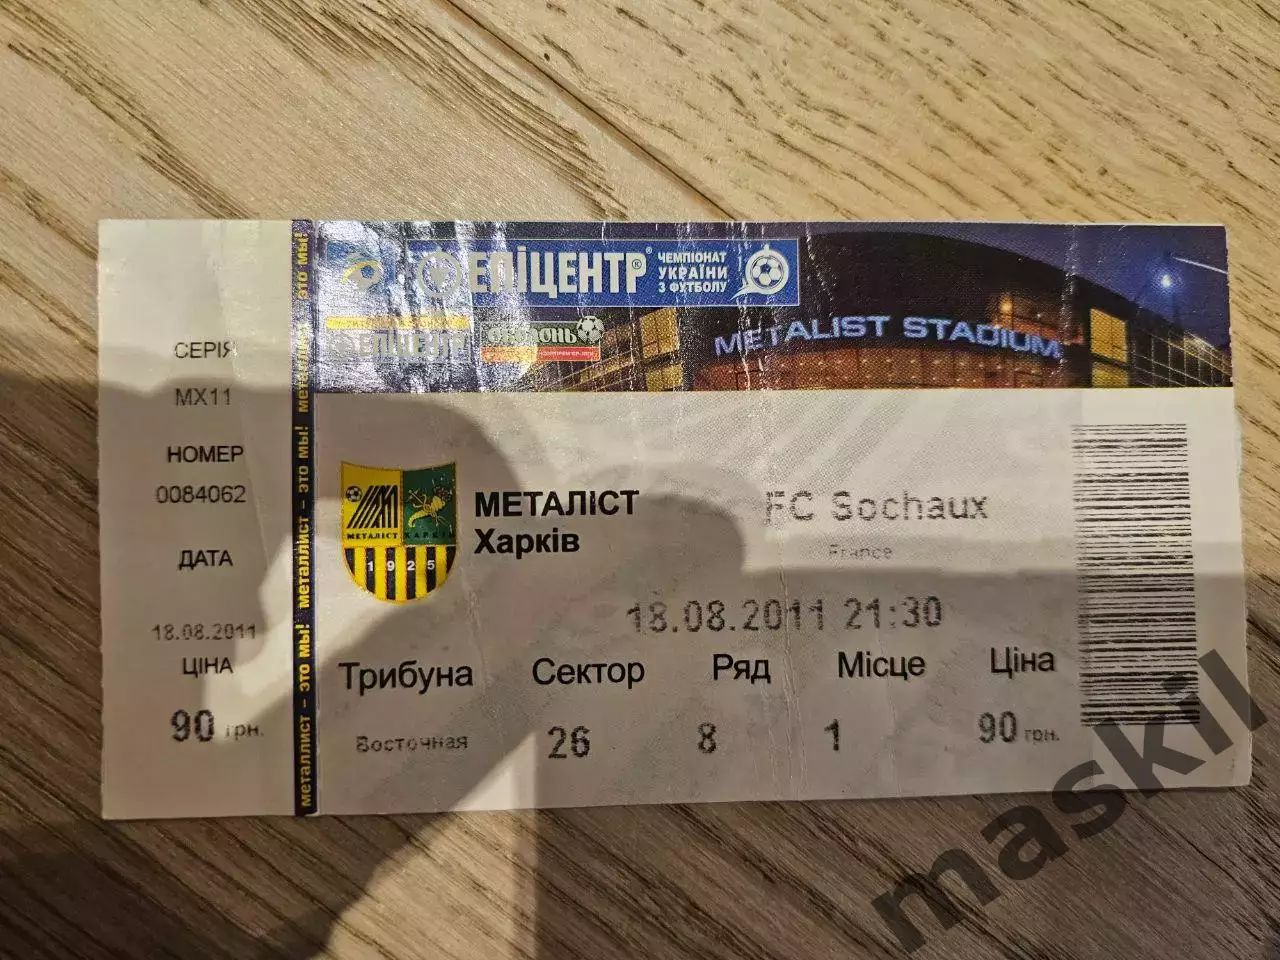 СЕРІЯ
МХ11
НОМЕР
0084062
ДАТА
18.08.2011
ЦІНА
90 грн.
металлист – это мы! металлист – это мы! металлист – это мы!
ЕПІЦЕНТР®
ЧЕМПІОНАТ
УКРАЇНИ
З ФУТБОЛУ
ЕПІЦЕНТР
оболонь
METALIST STADIUM
МЕТАЛІСТ ХАРКІВ
1925
МЕТАЛІСТ
Харків
FC Sochaux
France
18.08.2011 21:30
Трибуна Сектор Ряд Місце Ціна
Восточная 26 8 1 90 грн.
maskil